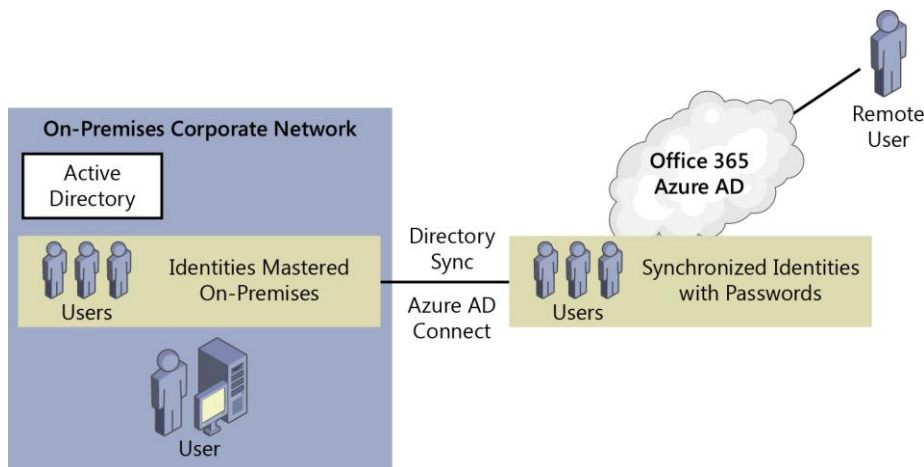 On-Premises Corporate Network
Active
Directory
Identities Mastered
On-Premises
Users
User
Directory
Sync
Azure AD
Connect
Office 365
Azure AD
Remote
User
Synchronized Identities
with Passwords
Users